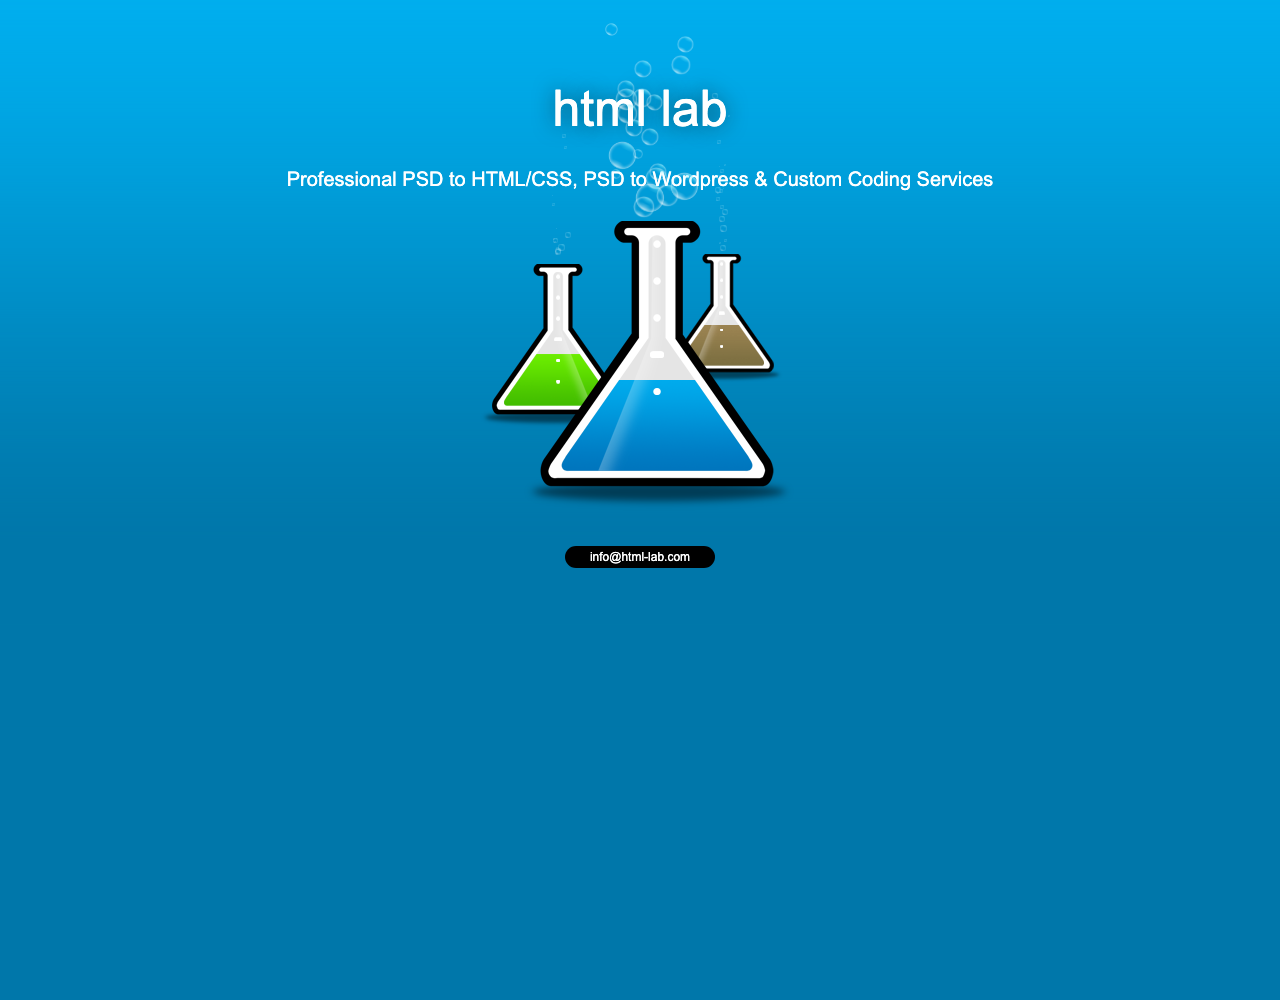 html lab
Professional PSD to HTML/CSS, PSD to Wordpress & Custom Coding Services
info@html-lab.com